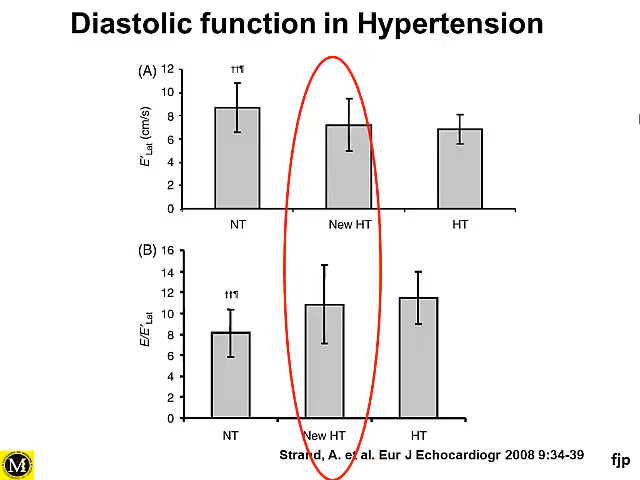 Diastolic function in Hypertension
(A)
12
10
8
6
4
2
0
E′Lat (cm/s)
††¶
NT
New HT
HT
(B)
16
14
12
10
8
6
4
2
0
E/E′Lat
††¶
NT
New HT
HT
Strand, A. et al. Eur J Echocardiogr 2008 9:34-39
M
fjp